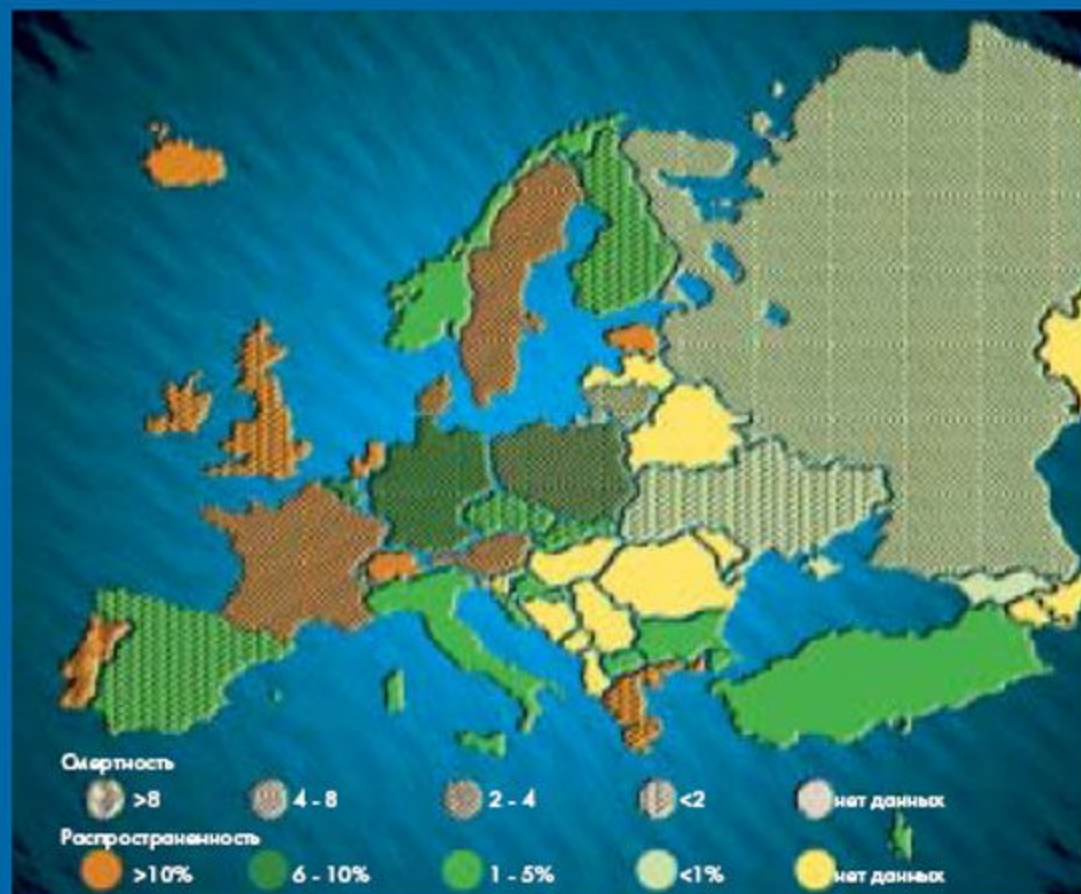 Смертность
>8 4 - 8 2 - 4 <2 нет данных
Распространенность
>10% 6 - 10% 1 - 5% <1% нет данных